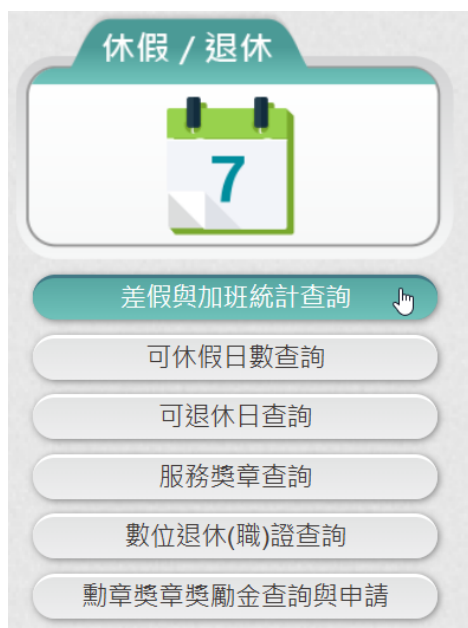 休假 / 退休
7
差假與加班統計查詢
可休假日數查詢
可退休日查詢
服務獎章查詢
數位退休(職)證查詢
勳章獎章獎勵金查詢與申請